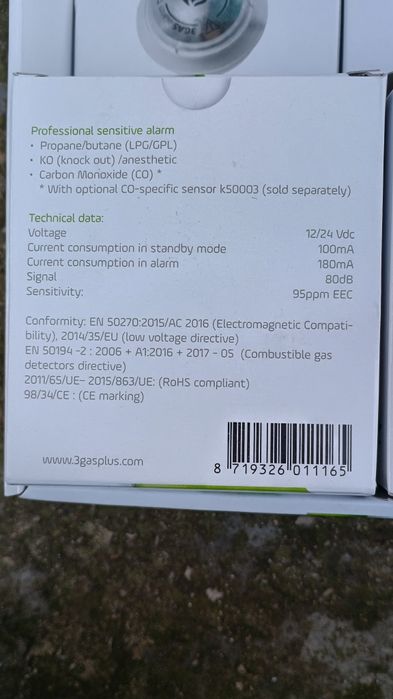 3GAS
Professional sensitive alarm
• Propane/butane (LPG/GPL)
• KO (knock out) /anesthetic
• Carbon Monoxide (CO) *
* With optional CO-specific sensor k50003 (sold separately)
Technical data:
Voltage 12/24 Vdc
Current consumption in standby mode 100mA
Current consumption in alarm 180mA
Signal 80dB
Sensitivity: 95ppm EEC
Conformity: EN 50270:2015/AC 2016 (Electromagnetic Compati-
bility), 2014/35/EU (low voltage directive)
EN 50194 -2 : 2006 + A1:2016 + 2017 - 05 (Combustible gas
detectors directive)
2011/65/UE- 2015/863/UE: (RoHS compliant)
98/34/CE : (CE marking)
www.3gasplus.com
8 719326 011165